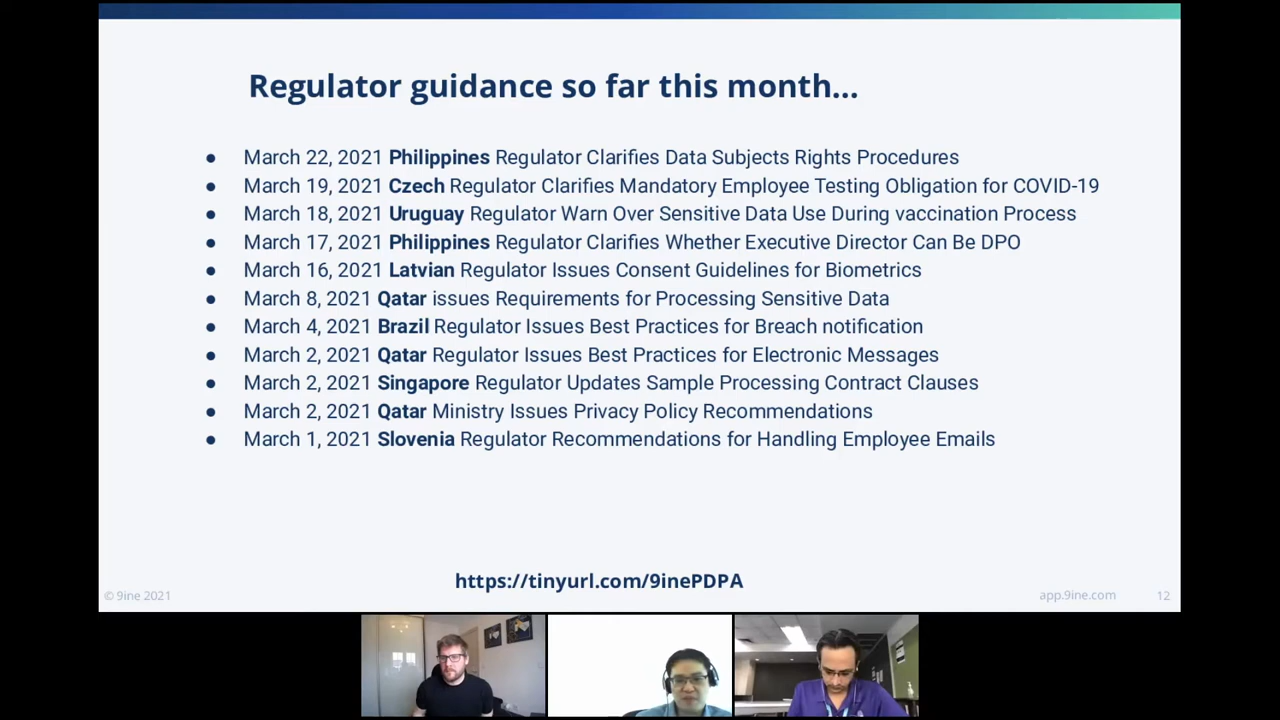 Regulator guidance so far this month...
● March 22, 2021 Philippines Regulator Clarifies Data Subjects Rights Procedures
● March 19, 2021 Czech Regulator Clarifies Mandatory Employee Testing Obligation for COVID-19
● March 18, 2021 Uruguay Regulator Warn Over Sensitive Data Use During vaccination Process
● March 17, 2021 Philippines Regulator Clarifies Whether Executive Director Can Be DPO
● March 16, 2021 Latvian Regulator Issues Consent Guidelines for Biometrics
● March 8, 2021 Qatar issues Requirements for Processing Sensitive Data
● March 4, 2021 Brazil Regulator Issues Best Practices for Breach notification
● March 2, 2021 Qatar Regulator Issues Best Practices for Electronic Messages
● March 2, 2021 Singapore Regulator Updates Sample Processing Contract Clauses
● March 2, 2021 Qatar Ministry Issues Privacy Policy Recommendations
● March 1, 2021 Slovenia Regulator Recommendations for Handling Employee Emails
https://tinyurl.com/9inePDPA
© 9ine 2021
app.9ine.com 12